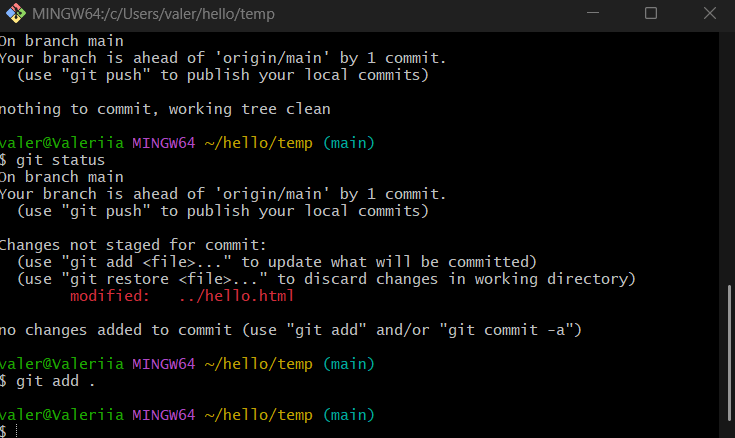 MINGW64:/c/Users/valer/hello/temp
On branch main
Your branch is ahead of 'origin/main' by 1 commit.
  (use "git push" to publish your local commits)
nothing to commit, working tree clean
valer@Valeriia MINGW64 ~/hello/temp (main)
$ git status
On branch main
Your branch is ahead of 'origin/main' by 1 commit.
  (use "git push" to publish your local commits)
Changes not staged for commit:
  (use "git add <file>..." to update what will be committed)
  (use "git restore <file>..." to discard changes in working directory)
        modified:   ../hello.html
no changes added to commit (use "git add" and/or "git commit -a")
valer@Valeriia MINGW64 ~/hello/temp (main)
$ git add .
valer@Valeriia MINGW64 ~/hello/temp (main)
$